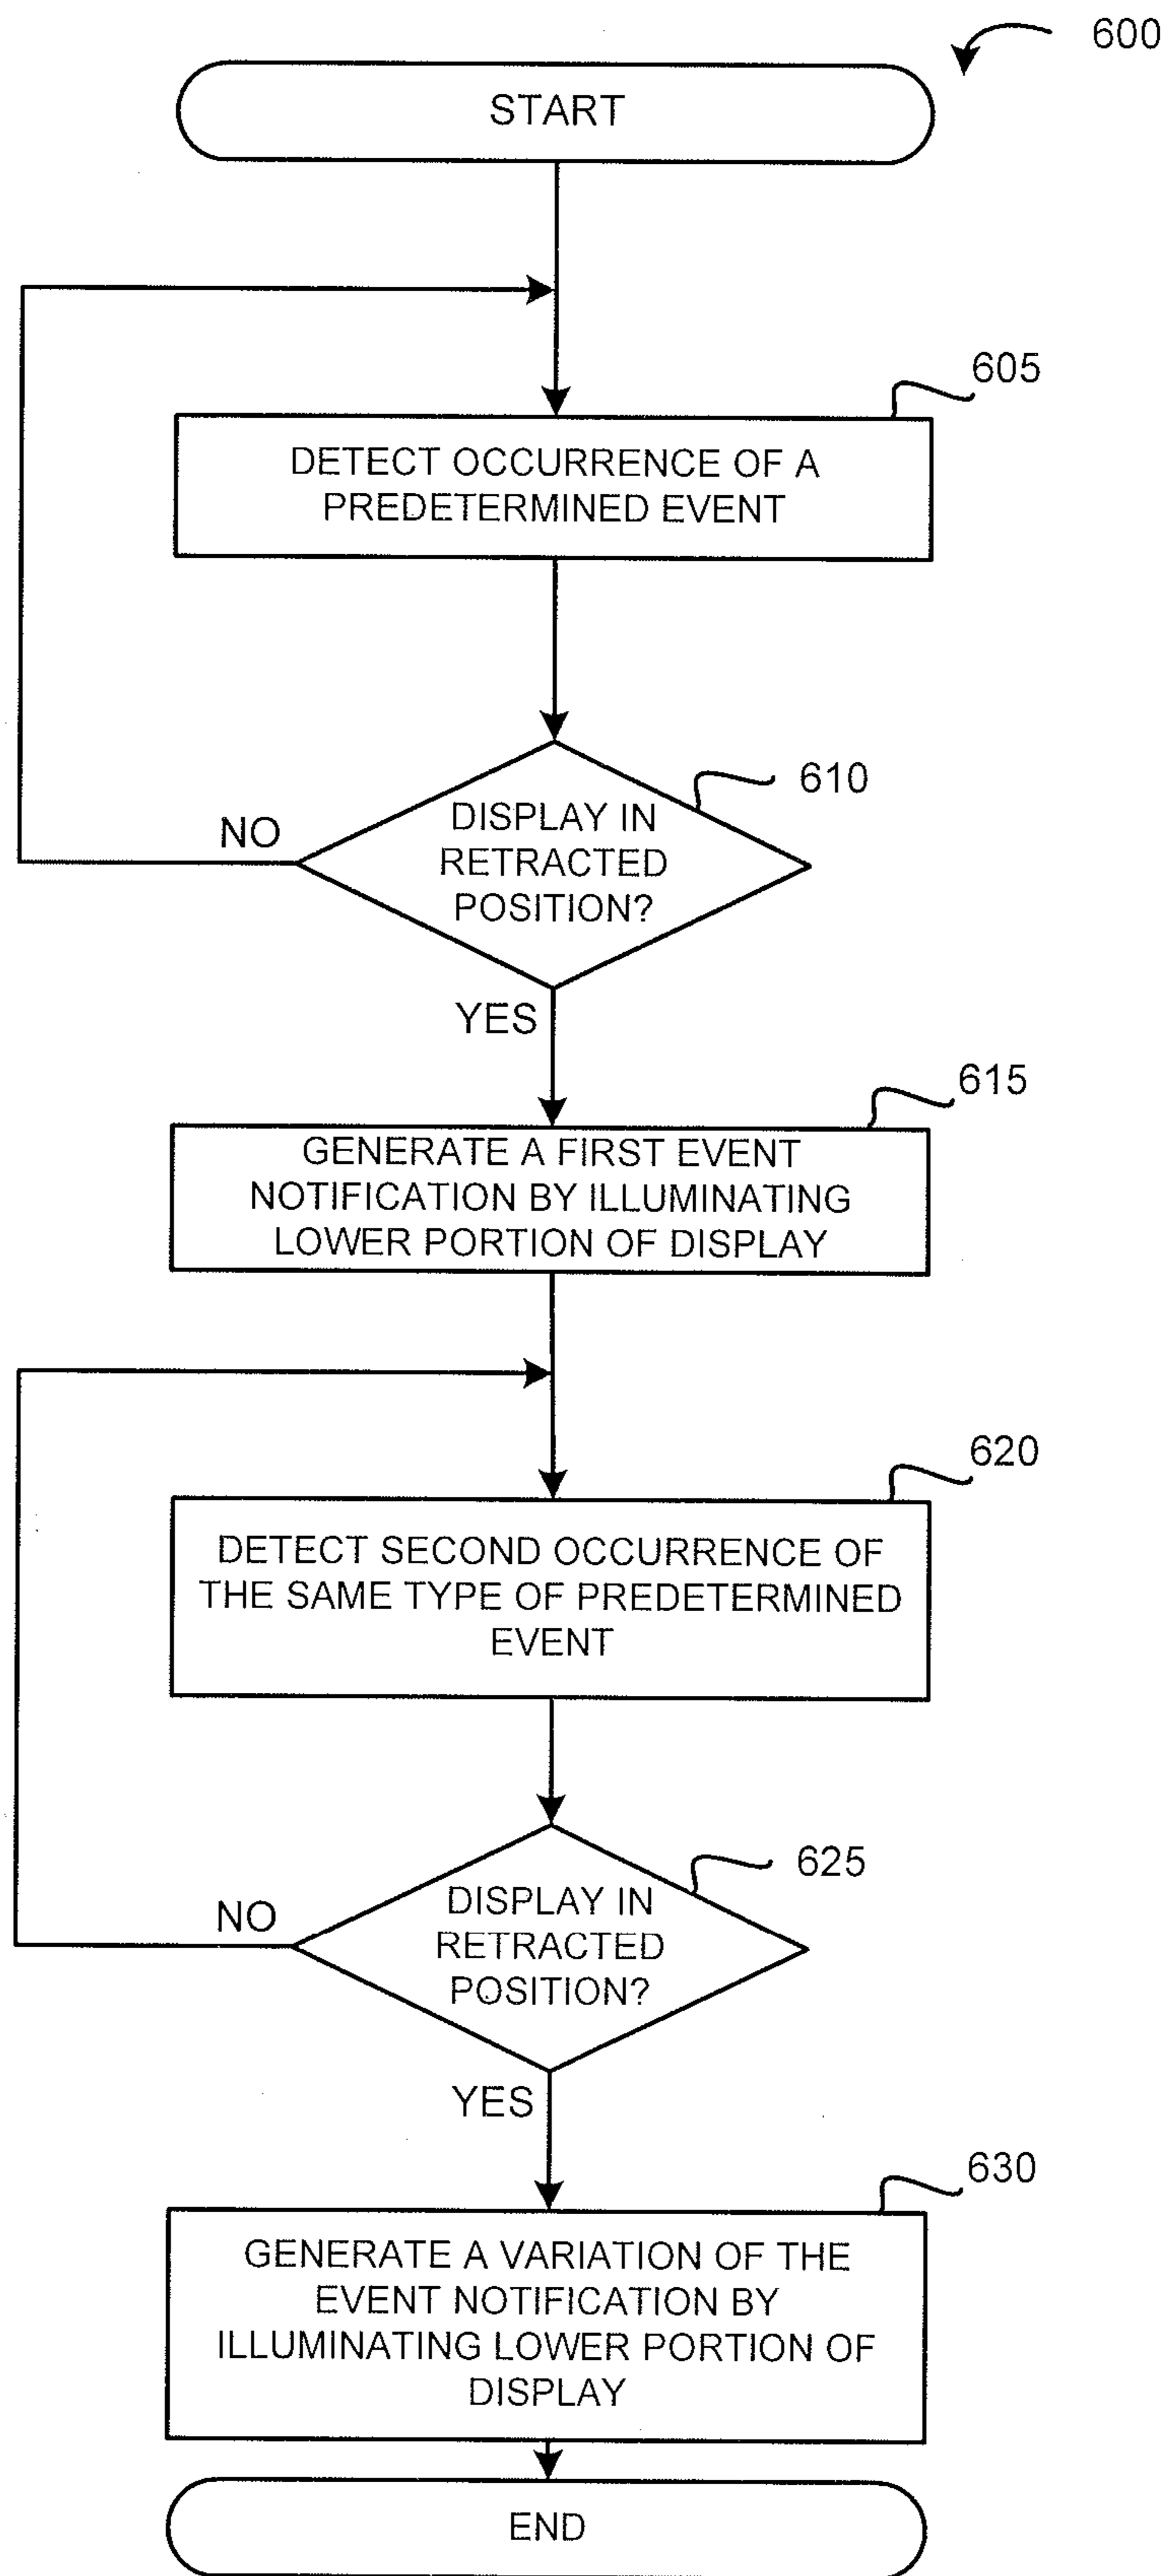 600
START
605
DETECT OCCURRENCE OF A
PREDETERMINED EVENT
610
DISPLAY IN
RETRACTED
POSITION?
NO
YES
615
GENERATE A FIRST EVENT
NOTIFICATION BY ILLUMINATING
LOWER PORTION OF DISPLAY
620
DETECT SECOND OCCURRENCE OF
THE SAME TYPE OF PREDETERMINED
EVENT
625
DISPLAY IN
RETRACTED
POSITION?
NO
YES
630
GENERATE A VARIATION OF THE
EVENT NOTIFICATION BY
ILLUMINATING LOWER PORTION OF
DISPLAY
END